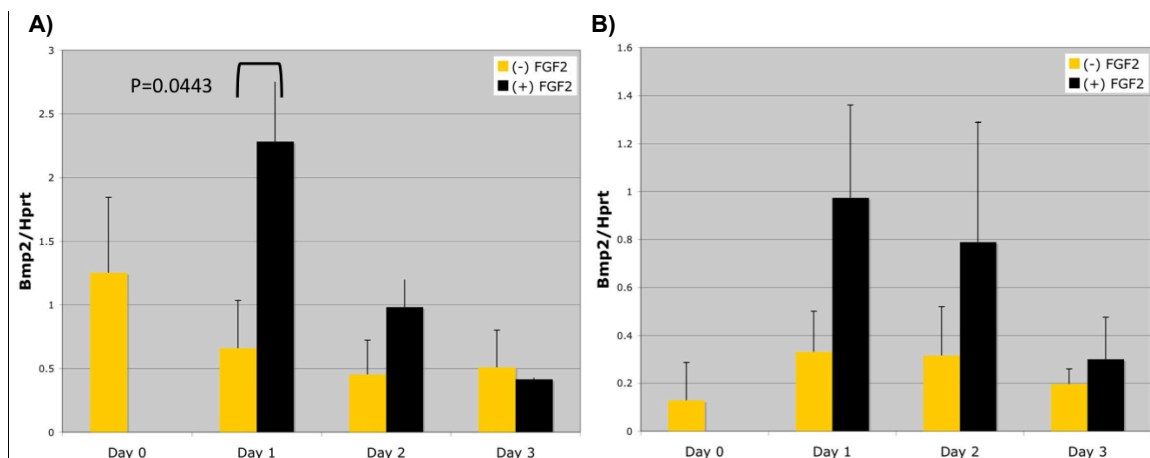 A)
3
2.5
2
1.5
1
0.5
0
Bmp2/Hprt
P=0.0443
(-) FGF2
(+) FGF2
Day 0 Day 1 Day 2 Day 3
B)
1.6
1.4
1.2
1
0.8
0.6
0.4
0.2
0
Bmp2/Hprt
(-) FGF2
(+) FGF2
Day 0 Day 1 Day 2 Day 3